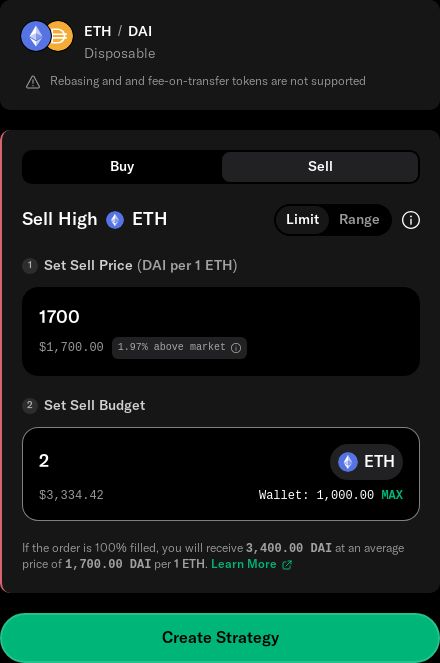 ETH / DAI
Disposable
Rebasing and and fee-on-transfer tokens are not supported
Buy Sell
Sell High ETH Limit Range
1 Set Sell Price (DAI per 1 ETH)
1700
$1,700.00 1.97% above market
2 Set Sell Budget
2 ETH
$3,334.42 Wallet: 1,000.00 MAX
If the order is 100% filled, you will receive 3,400.00 DAI at an average
price of 1,700.00 DAI per 1 ETH. Learn More
Create Strategy